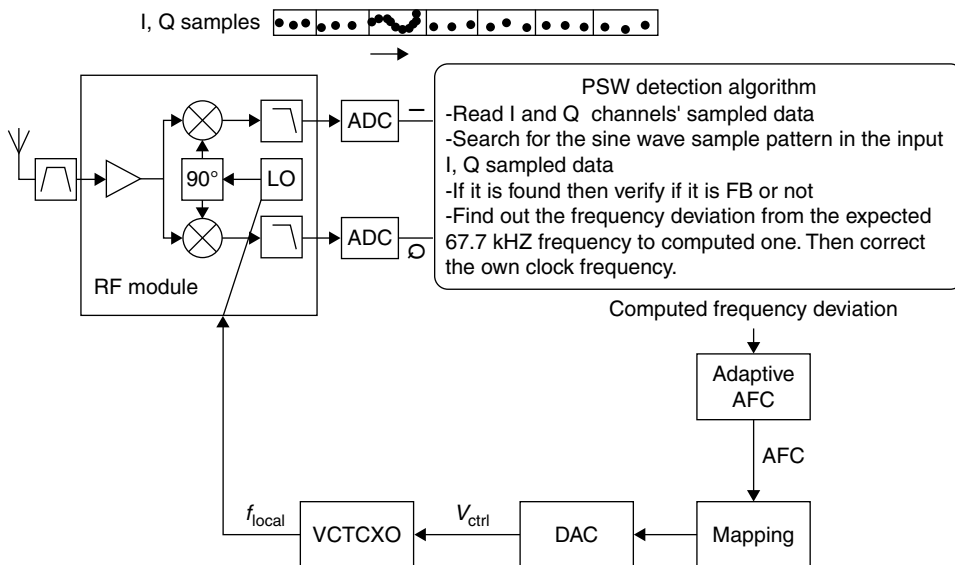 I, Q samples
PSW detection algorithm
-Read I and Q channels' sampled data
-Search for the sine wave sample pattern in the input
I, Q sampled data
-If it is found then verify if it is FB or not
-Find out the frequency deviation from the expected
67.7 kHZ frequency to computed one. Then correct
the own clock frequency.
ADC
I
90°
LO
ADC
Q
RF module
Computed frequency deviation
Adaptive
AFC
AFC
f_local
VCTCXO
V_ctrl
DAC
Mapping